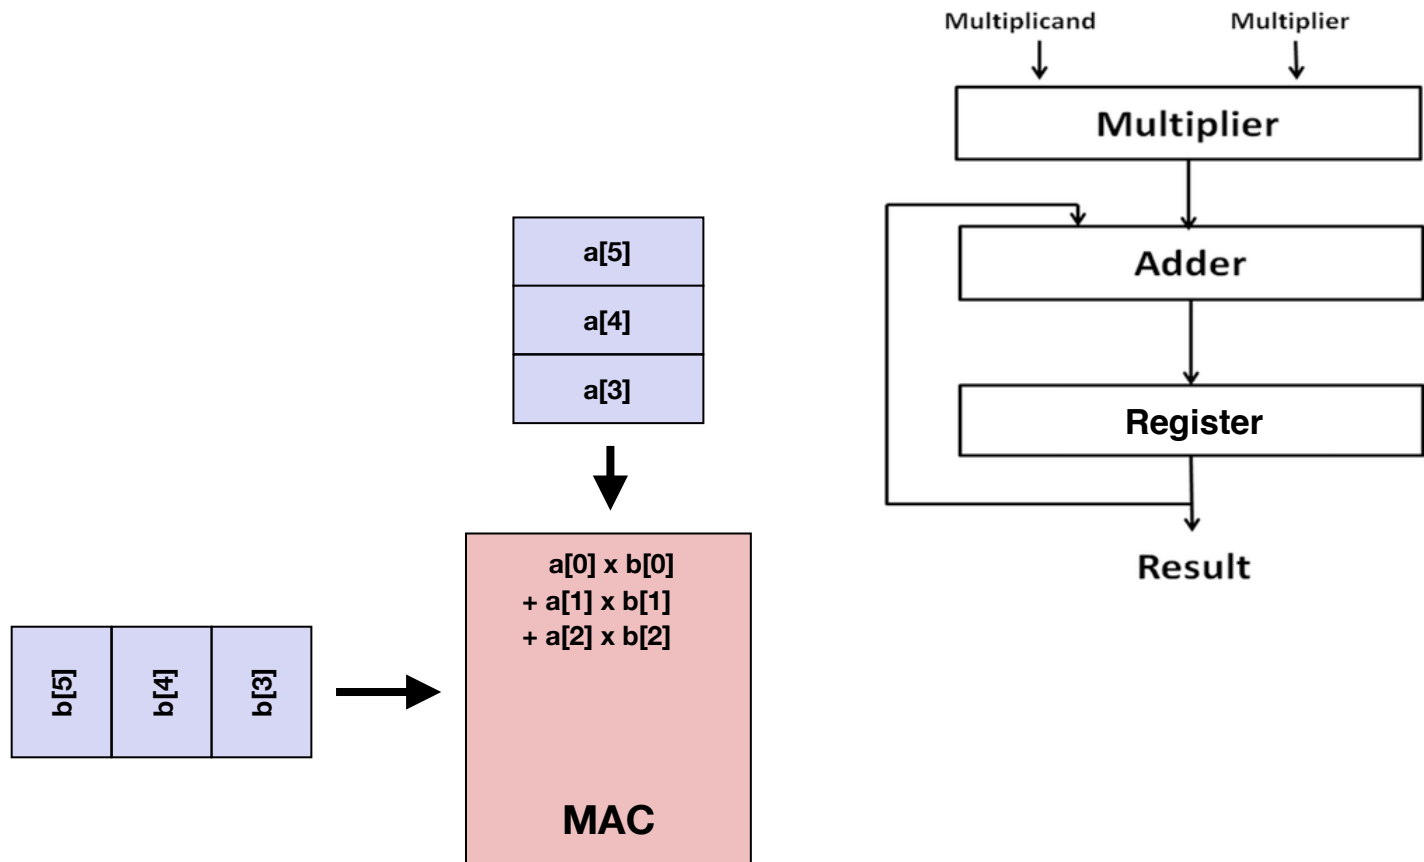 Multiplicand Multiplier
Multiplier
Adder
Register
Result
a[5]
a[4]
a[3]
b[5] b[4] b[3]
a[0] x b[0]
+ a[1] x b[1]
+ a[2] x b[2]
MAC